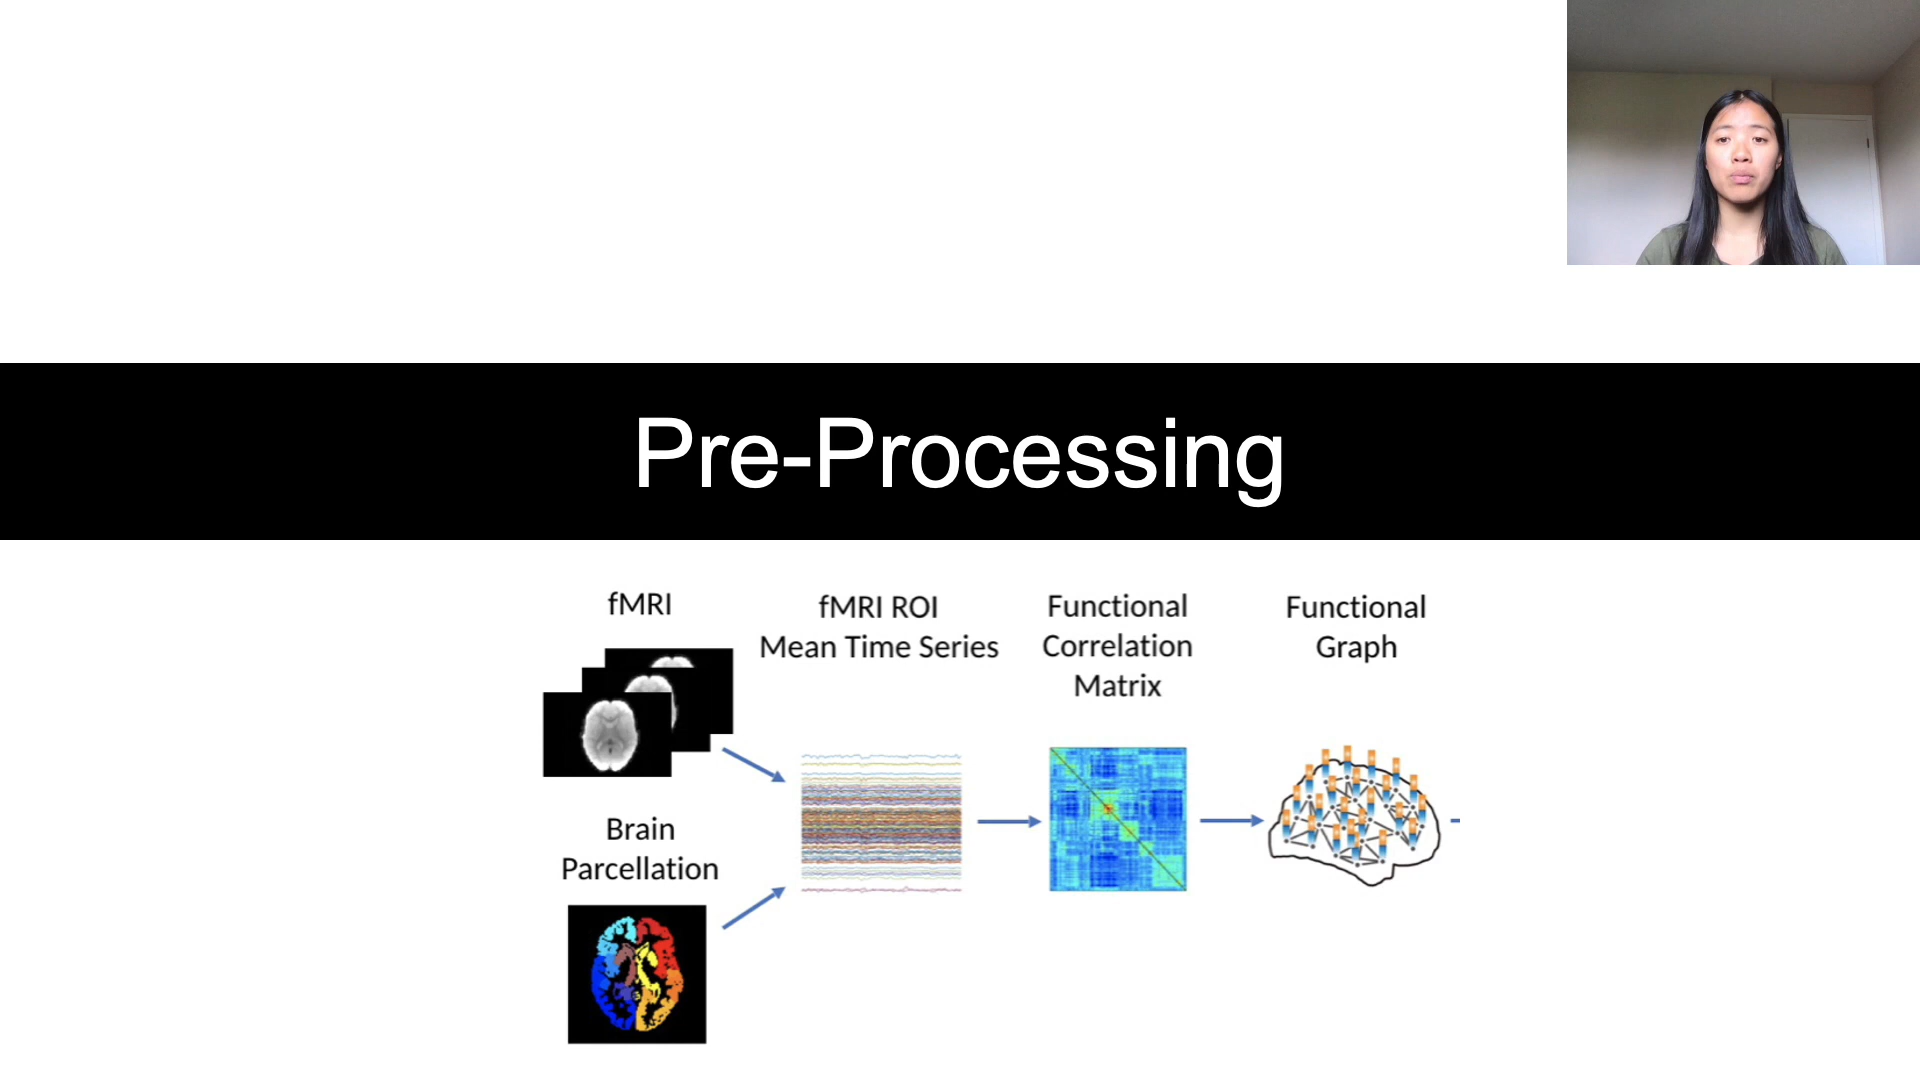 Pre-Processing
fMRI
fMRI ROI
Mean Time Series
Functional
Correlation
Matrix
Functional
Graph
Brain
Parcellation